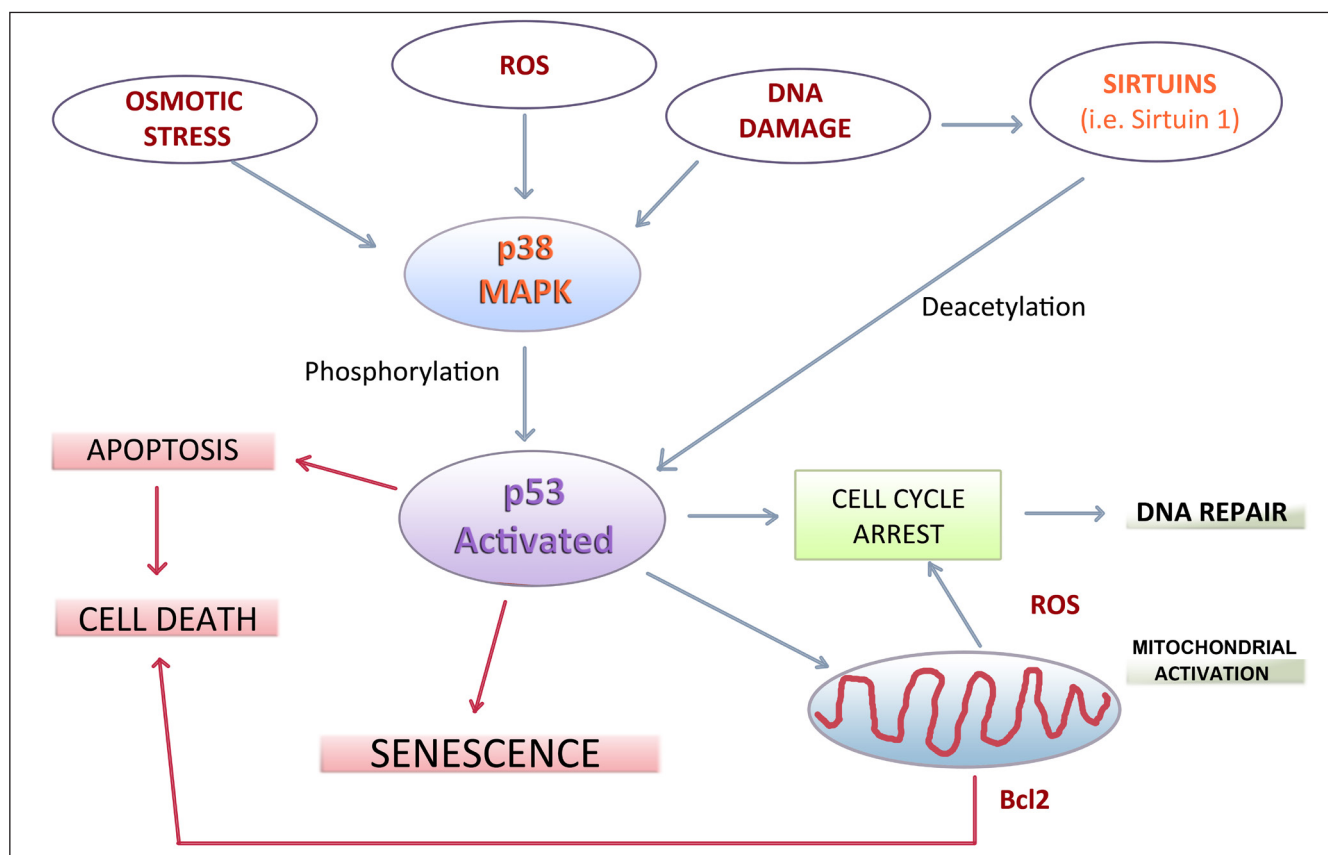 ROS
OSMOTIC
STRESS
DNA
DAMAGE
SIRTUINS
(i.e. Sirtuin 1)
p38
MAPK
Deacetylation
Phosphorylation
APOPTOSIS
p53
Activated
CELL CYCLE
ARREST
DNA REPAIR
CELL DEATH
ROS
MITOCHONDRIAL
ACTIVATION
SENESCENCE
Bcl2